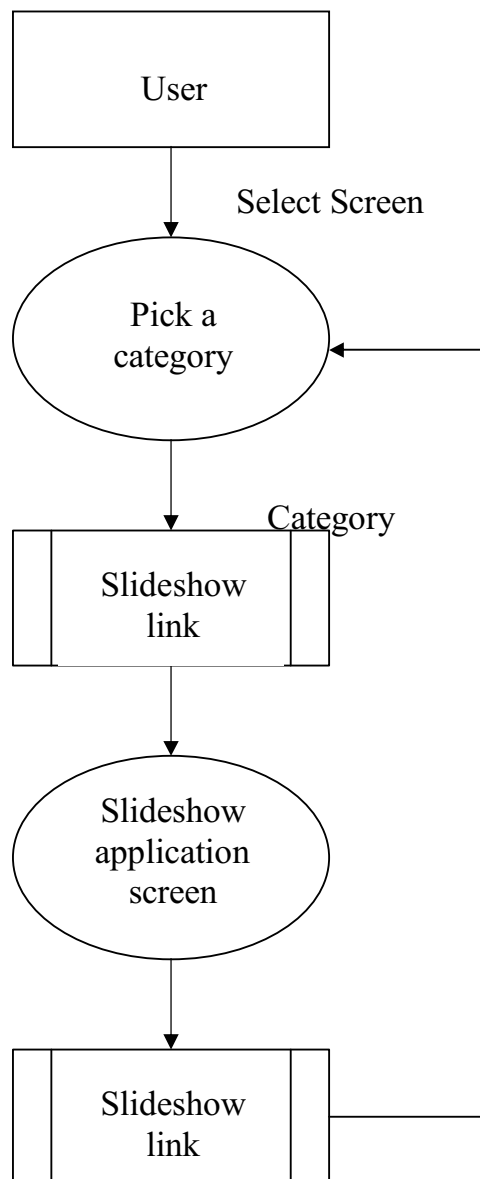 User
Select Screen
Pick a
category
Category
Slideshow
link
Slideshow
application
screen
Slideshow
link